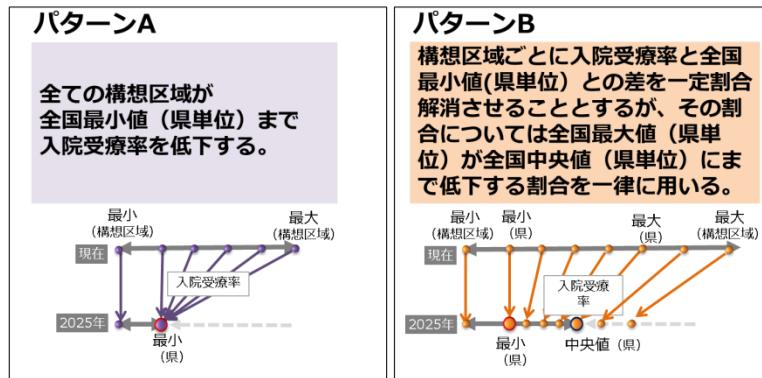 パターンA
全ての構想区域が
全国最小値（県単位）まで
入院受療率を低下する。
最小
（構想区域）
最大
（構想区域）
現在
入院受療率
2025年
最小
（県）
パターンB
構想区域ごとに入院受療率と全国
最小値(県単位）との差を一定割合
解消させることとするが、その割
合については全国最大値（県単
位）が全国中央値（県単位）にま
で低下する割合を一律に用いる。
最小
（構想区域）
最小
（県）
最大
（県）
最大
（構想区域）
現在
入院受療
率
2025年
最小
（県）
中央値（県）